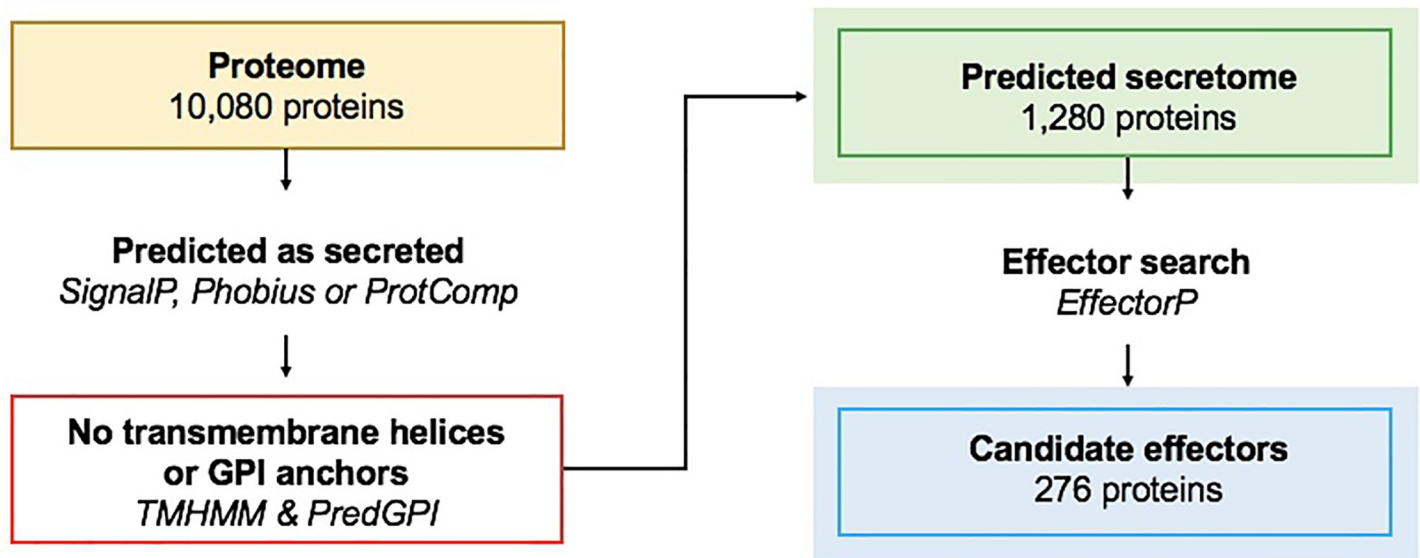 Proteome
10,080 proteins
Predicted as secreted
SignalP, Phobius or ProtComp
No transmembrane helices
or GPI anchors
TMHMM & PredGPI
Predicted secretome
1,280 proteins
Effector search
EffectorP
Candidate effectors
276 proteins